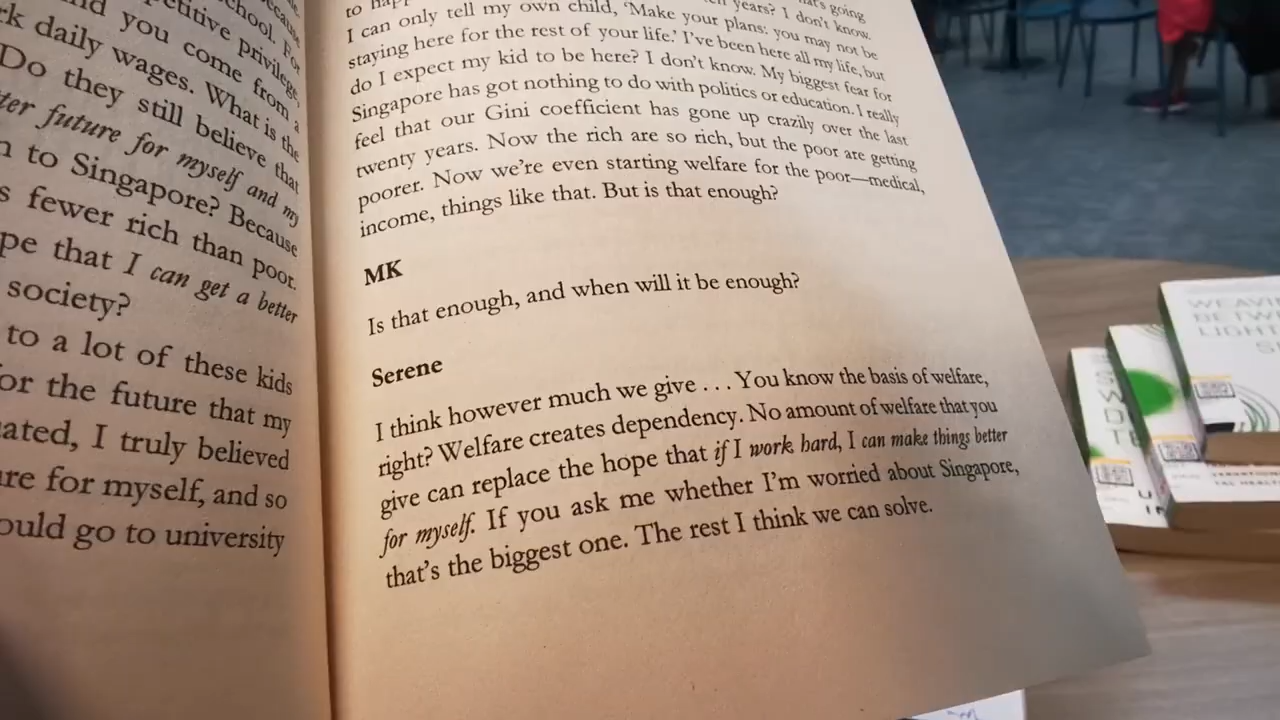 school. For
and you come from a
rk daily wages. What is the
Do they still believe that
ter future for myself and my
to Singapore? Because
s fewer rich than poor.
pe that I can get a better
society?
to a lot of these kids
or the future that my
ated, I truly believed
re for myself, and so
ould go to university
years? I don't know.
I can only tell my own child, 'Make your plans: you may not be
staying here for the rest of your life.' I've been here all my life, but
do I expect my kid to be here? I don't know. My biggest fear for
Singapore has got nothing to do with politics or education. I really
feel that our Gini coefficient has gone up crazily over the last
twenty years. Now the rich are so rich, but the poor are getting
poorer. Now we're even starting welfare for the poor—medical,
income, things like that. But is that enough?
MK
Is that enough, and when will it be enough?
Serene
I think however much we give . . . You know the basis of welfare,
right? Welfare creates dependency. No amount of welfare that you
give can replace the hope that if I work hard, I can make things better
for myself. If you ask me whether I'm worried about Singapore,
that's the biggest one. The rest I think we can solve.